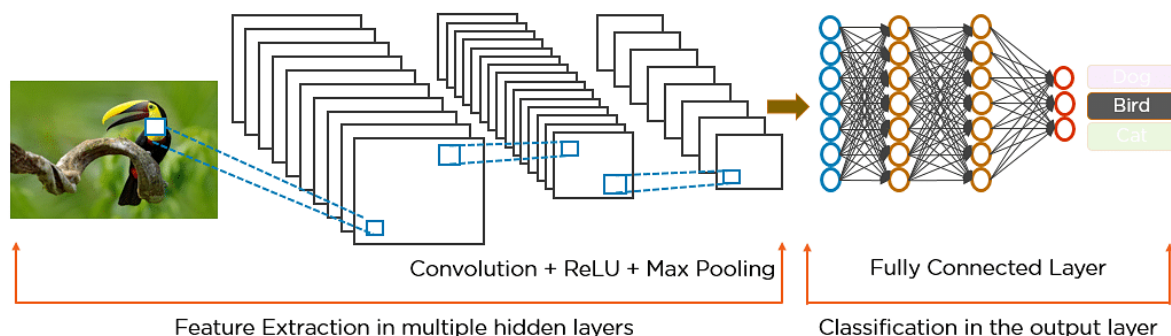 Dog
Bird
Cat
Convolution + ReLU + Max Pooling
Fully Connected Layer
Feature Extraction in multiple hidden layers
Classification in the output layer